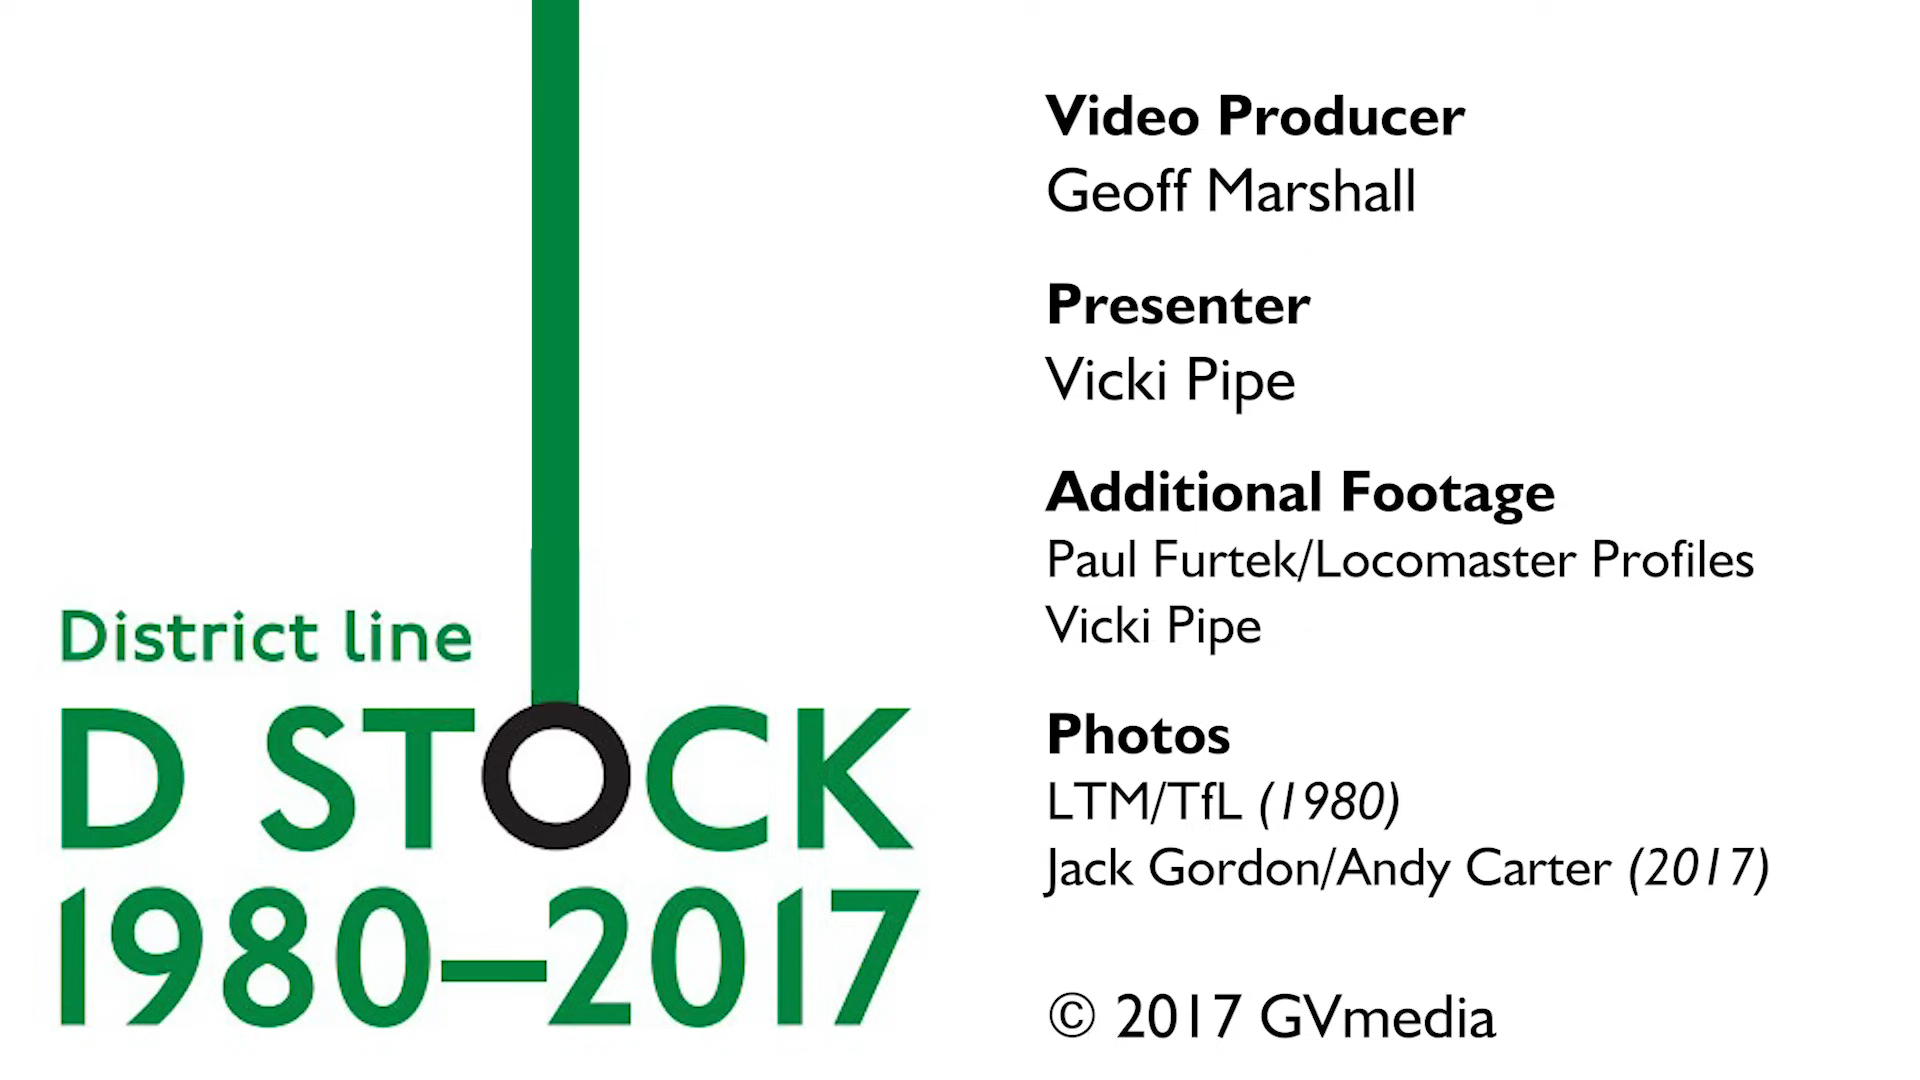 District line
D STOCK
1980–2017
Video Producer
Geoff Marshall
Presenter
Vicki Pipe
Additional Footage
Paul Furtek/Locomaster Profiles
Vicki Pipe
Photos
LTM/TfL (1980)
Jack Gordon/Andy Carter (2017)
© 2017 GVmedia